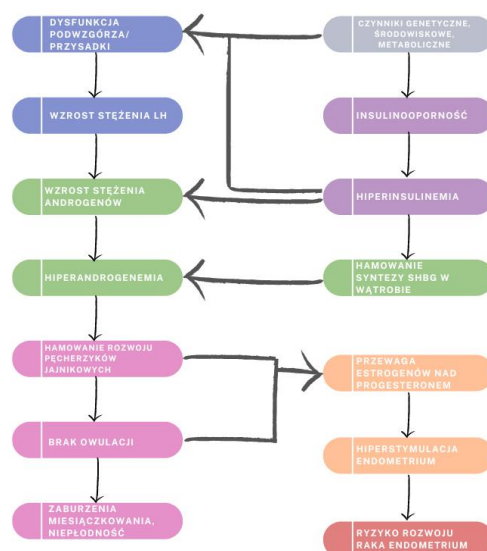 DYSFUNKCJA
PODWZGÓRZA/
PRZYSADKI
WZROST STĘŻENIA LH
WZROST STĘŻENIA
ANDROGENÓW
HIPERANDROGENEMIA
HAMOWANIE ROZWOJU
PĘCHERZYKÓW
JAJNIKOWYCH
BRAK OWULACJI
ZABURZENIA
MIESIĄCZKOWANIA,
NIEPŁODNOŚĆ
CZYNNIKI GENETYCZNE,
ŚRODOWISKOWE,
METABOLICZNE
INSULINOOPORNOŚĆ
HIPERINSULINEMIA
HAMOWANIE
SYNTEZY SHBG W
WĄTROBIE
PRZEWAGA
ESTROGENÓW NAD
PROGESTERONEM
HIPERSTYMULACJA
ENDOMETRIUM
RYZYKO ROZWOJU
RAKA ENDOMETRIUM